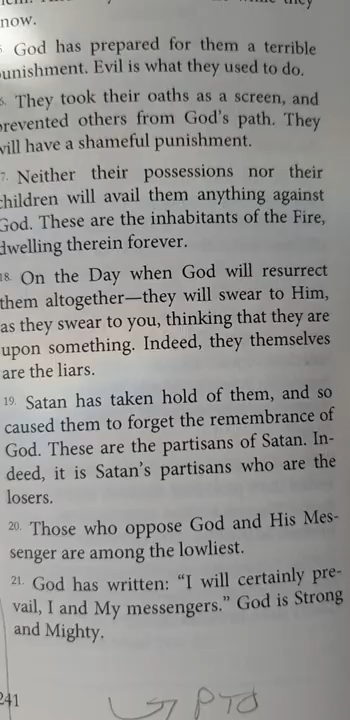 now.
God has prepared for them a terrible
unishment. Evil is what they used to do.
They took their oaths as a screen, and
prevented others from God's path. They
will have a shameful punishment.
7. Neither their possessions nor their
children will avail them anything against
God. These are the inhabitants of the Fire,
dwelling therein forever.
18. On the Day when God will resurrect
them altogether—they will swear to Him,
as they swear to you, thinking that they are
upon something. Indeed, they themselves
are the liars.
19. Satan has taken hold of them, and so
caused them to forget the remembrance of
God. These are the partisans of Satan. In-
deed, it is Satan's partisans who are the
losers.
20. Those who oppose God and His Mes-
senger are among the lowliest.
21. God has written: "I will certainly pre-
vail, I and My messengers." God is Strong
and Mighty.
241
PTO